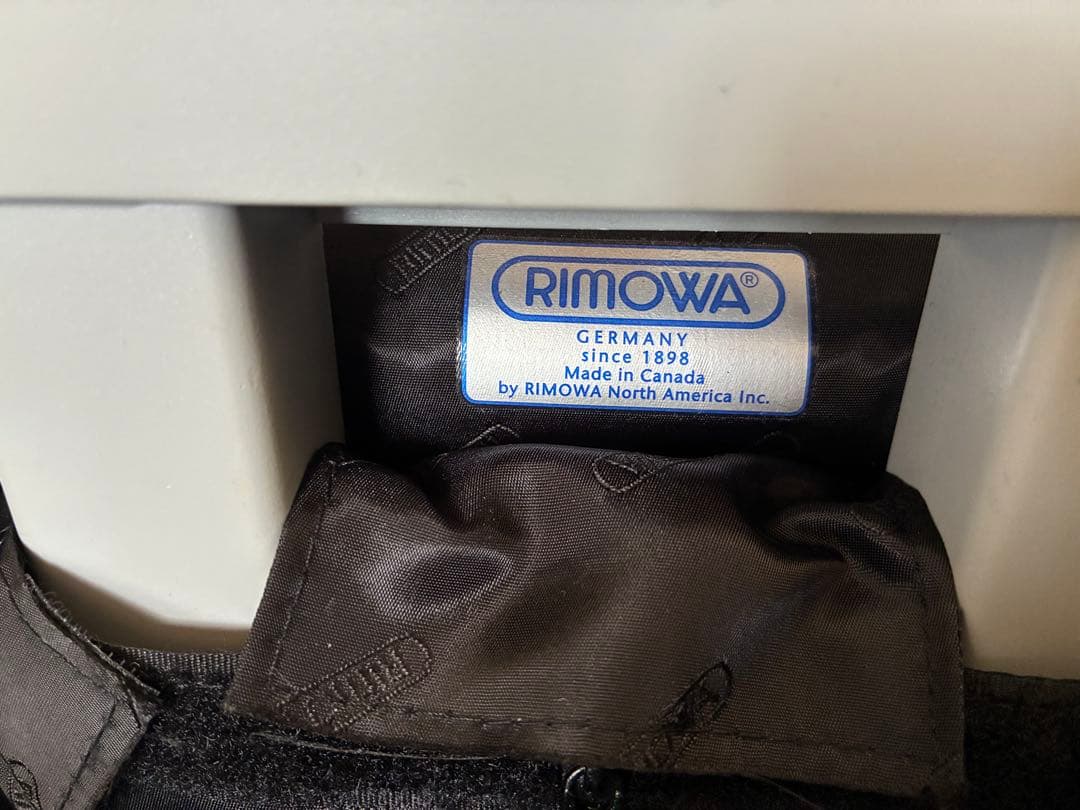 RIMOWA®
GERMANY
since 1898
Made in Canada
by RIMOWA North America Inc.